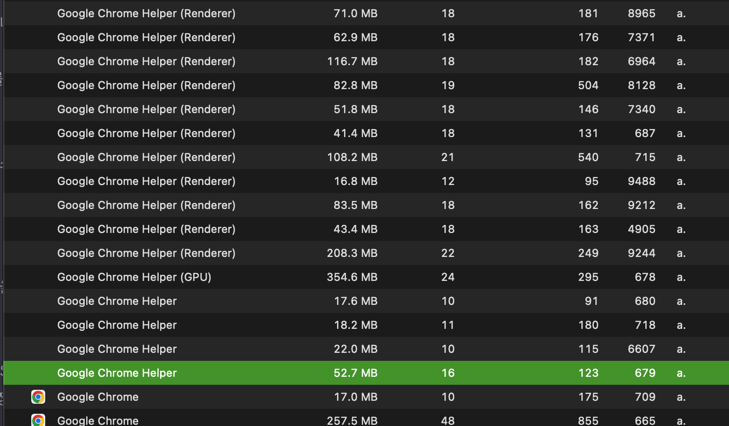 Google Chrome Helper (Renderer) 71.0 MB 18 181 8965 a.
Google Chrome Helper (Renderer) 62.9 MB 18 176 7371 a.
Google Chrome Helper (Renderer) 116.7 MB 18 182 6964 a.
Google Chrome Helper (Renderer) 82.8 MB 19 504 8128 a.
Google Chrome Helper (Renderer) 51.8 MB 18 146 7340 a.
Google Chrome Helper (Renderer) 41.4 MB 18 131 687 a.
Google Chrome Helper (Renderer) 108.2 MB 21 540 715 a.
Google Chrome Helper (Renderer) 16.8 MB 12 95 9488 a.
Google Chrome Helper (Renderer) 83.5 MB 18 162 9212 a.
Google Chrome Helper (Renderer) 43.4 MB 18 163 4905 a.
Google Chrome Helper (Renderer) 208.3 MB 22 249 9244 a.
Google Chrome Helper (GPU) 354.6 MB 24 295 678 a.
Google Chrome Helper 17.6 MB 10 91 680 a.
Google Chrome Helper 18.2 MB 11 180 718 a.
Google Chrome Helper 22.0 MB 10 115 6607 a.
Google Chrome Helper 52.7 MB 16 123 679 a.
Google Chrome 17.0 MB 10 175 709 a.
Google Chrome 257.5 MB 48 855 665 a.